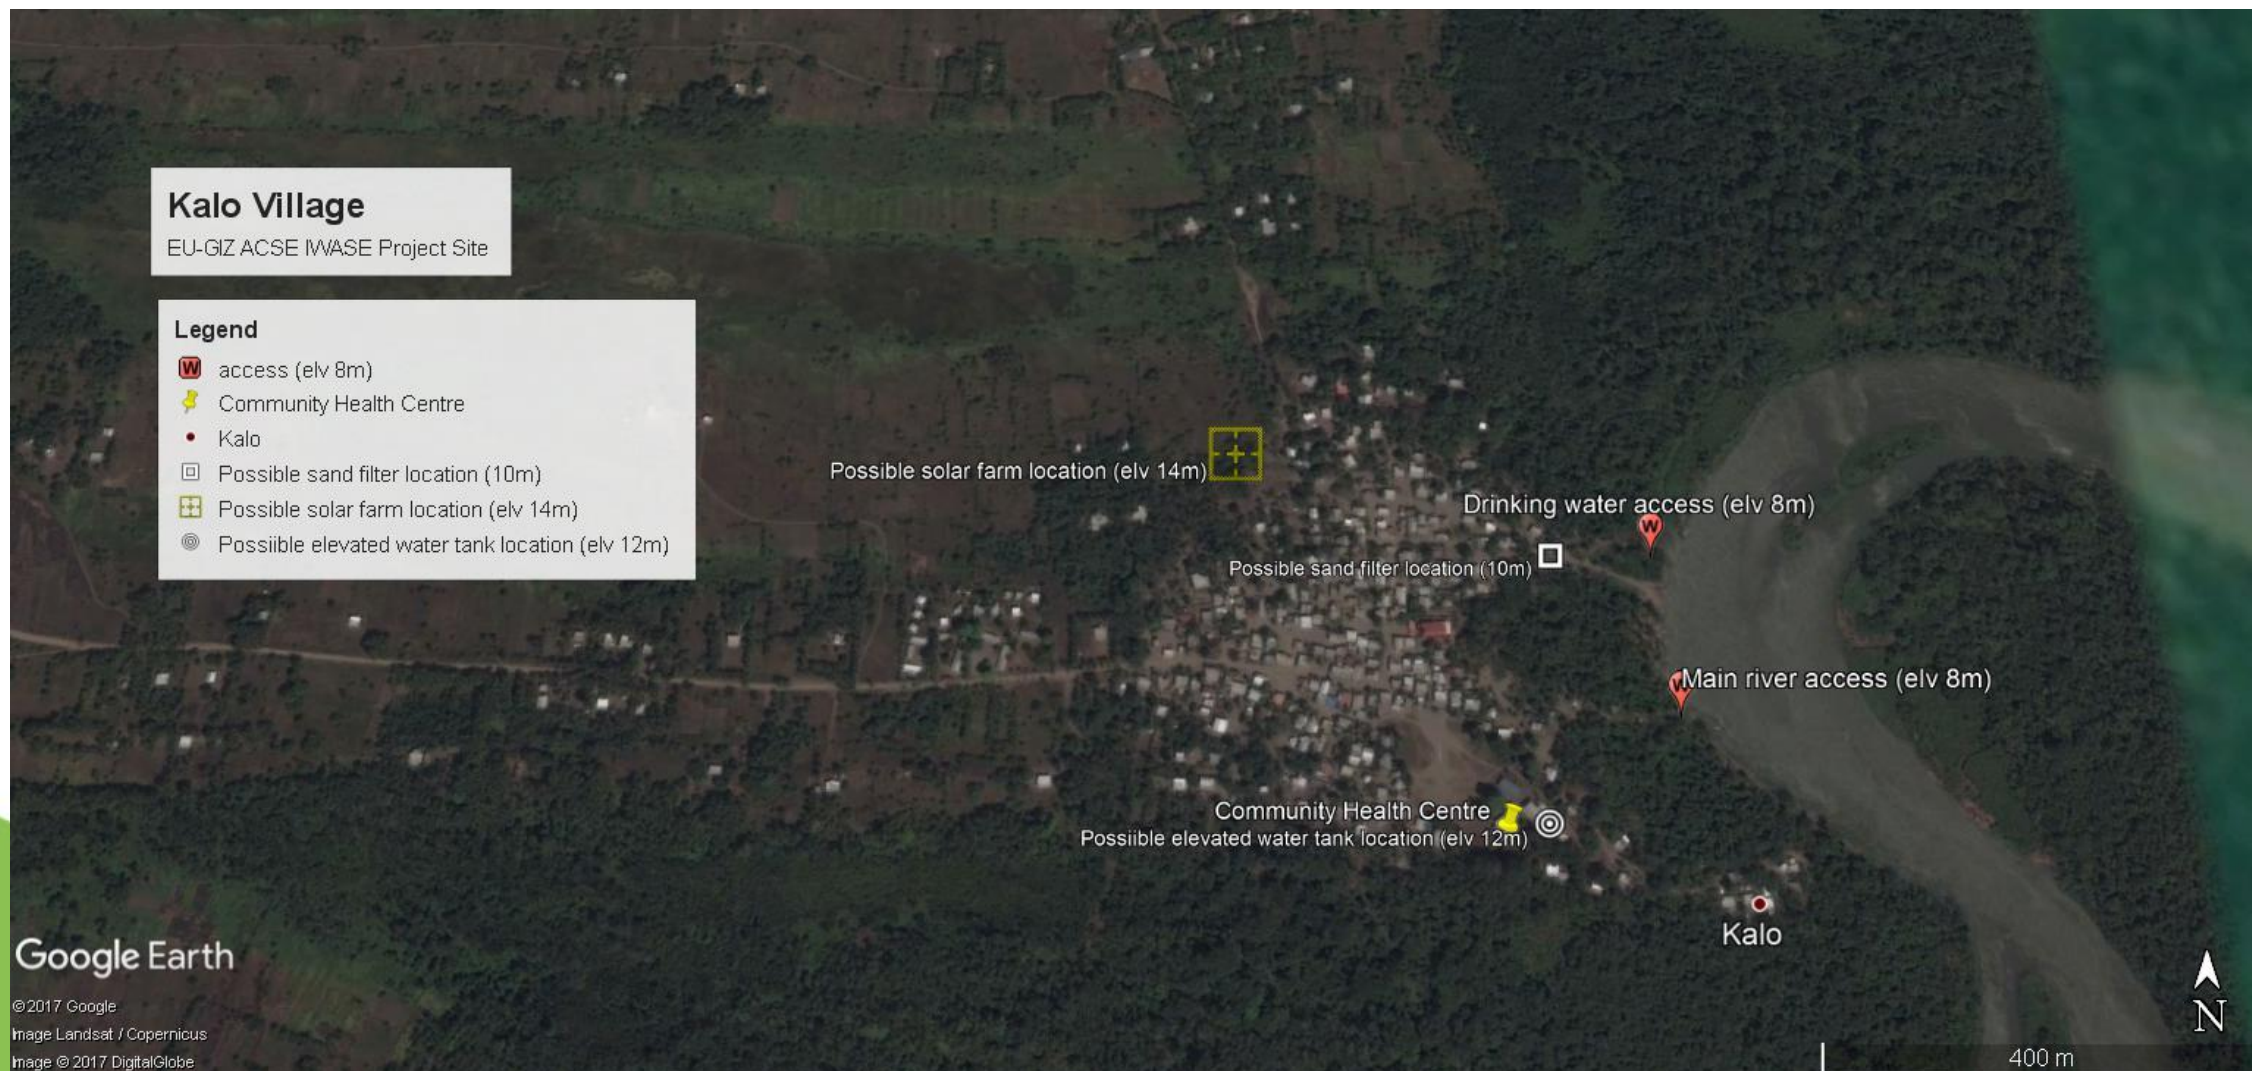 Kalo Village
EU-GIZ ACSE IWASE Project Site
Legend
W access (elv 8m)
Community Health Centre
Kalo
Possible sand filter location (10m)
Possible solar farm location (elv 14m)
Possiible elevated water tank location (elv 12m)
Possible solar farm location (elv 14m)
Drinking water access (elv 8m)
W
Possible sand filter location (10m)
W Main river access (elv 8m)
Community Health Centre
Possiible elevated water tank location (elv 12m)
Kalo
Google Earth
©2017 Google
Image Landsat / Copernicus
Image © 2017 DigitalGlobe
N
400 m